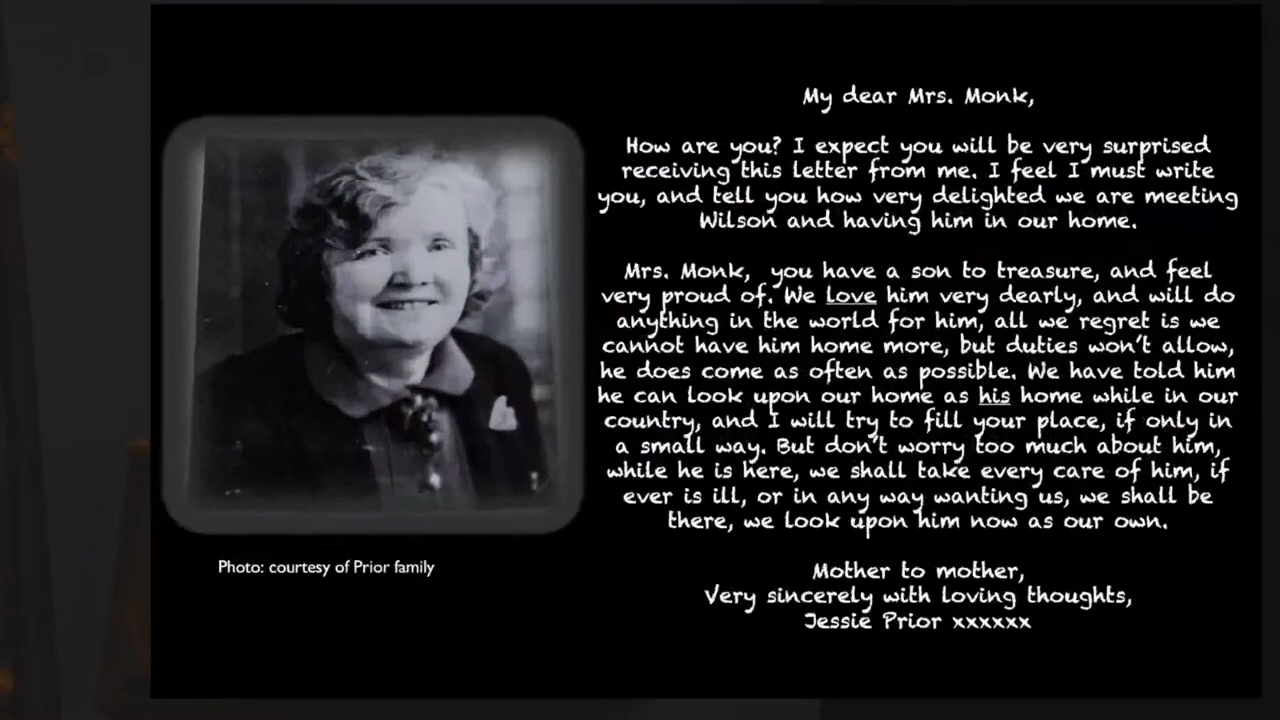 My dear Mrs. Monk,
How are you? I expect you will be very surprised
receiving this letter from me. I feel I must write
you, and tell you how very delighted we are meeting
Wilson and having him in our home.
Mrs. Monk, you have a son to treasure, and feel
very proud of. We love him very dearly, and will do
anything in the world for him, all we regret is we
cannot have him home more, but duties won't allow,
he does come as often as possible. We have told him
he can look upon our home as his home while in our
country, and I will try to fill your place, if only in
a small way. But don't worry too much about him,
while he is here, we shall take every care of him, if
ever is ill, or in any way wanting us, we shall be
there, we look upon him now as our own.
Mother to mother,
Very sincerely with loving thoughts,
Jessie Prior xxxxxx
Photo: courtesy of Prior family